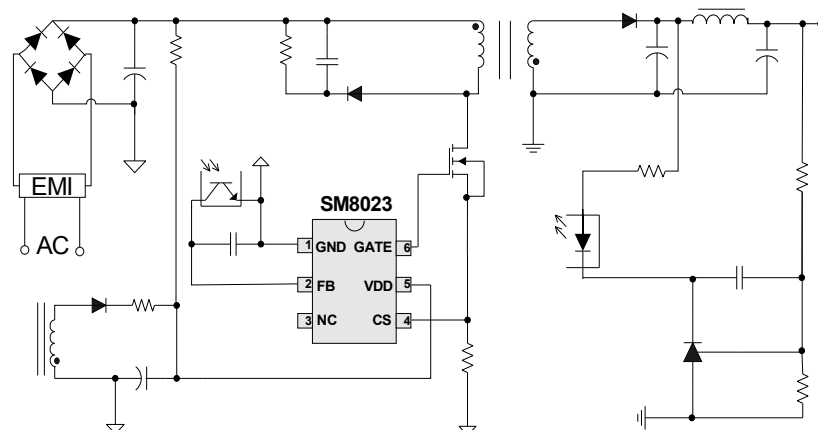 EMI
AC
SM8023
1 GND GATE 6
2 FB VDD 5
3 NC CS 4